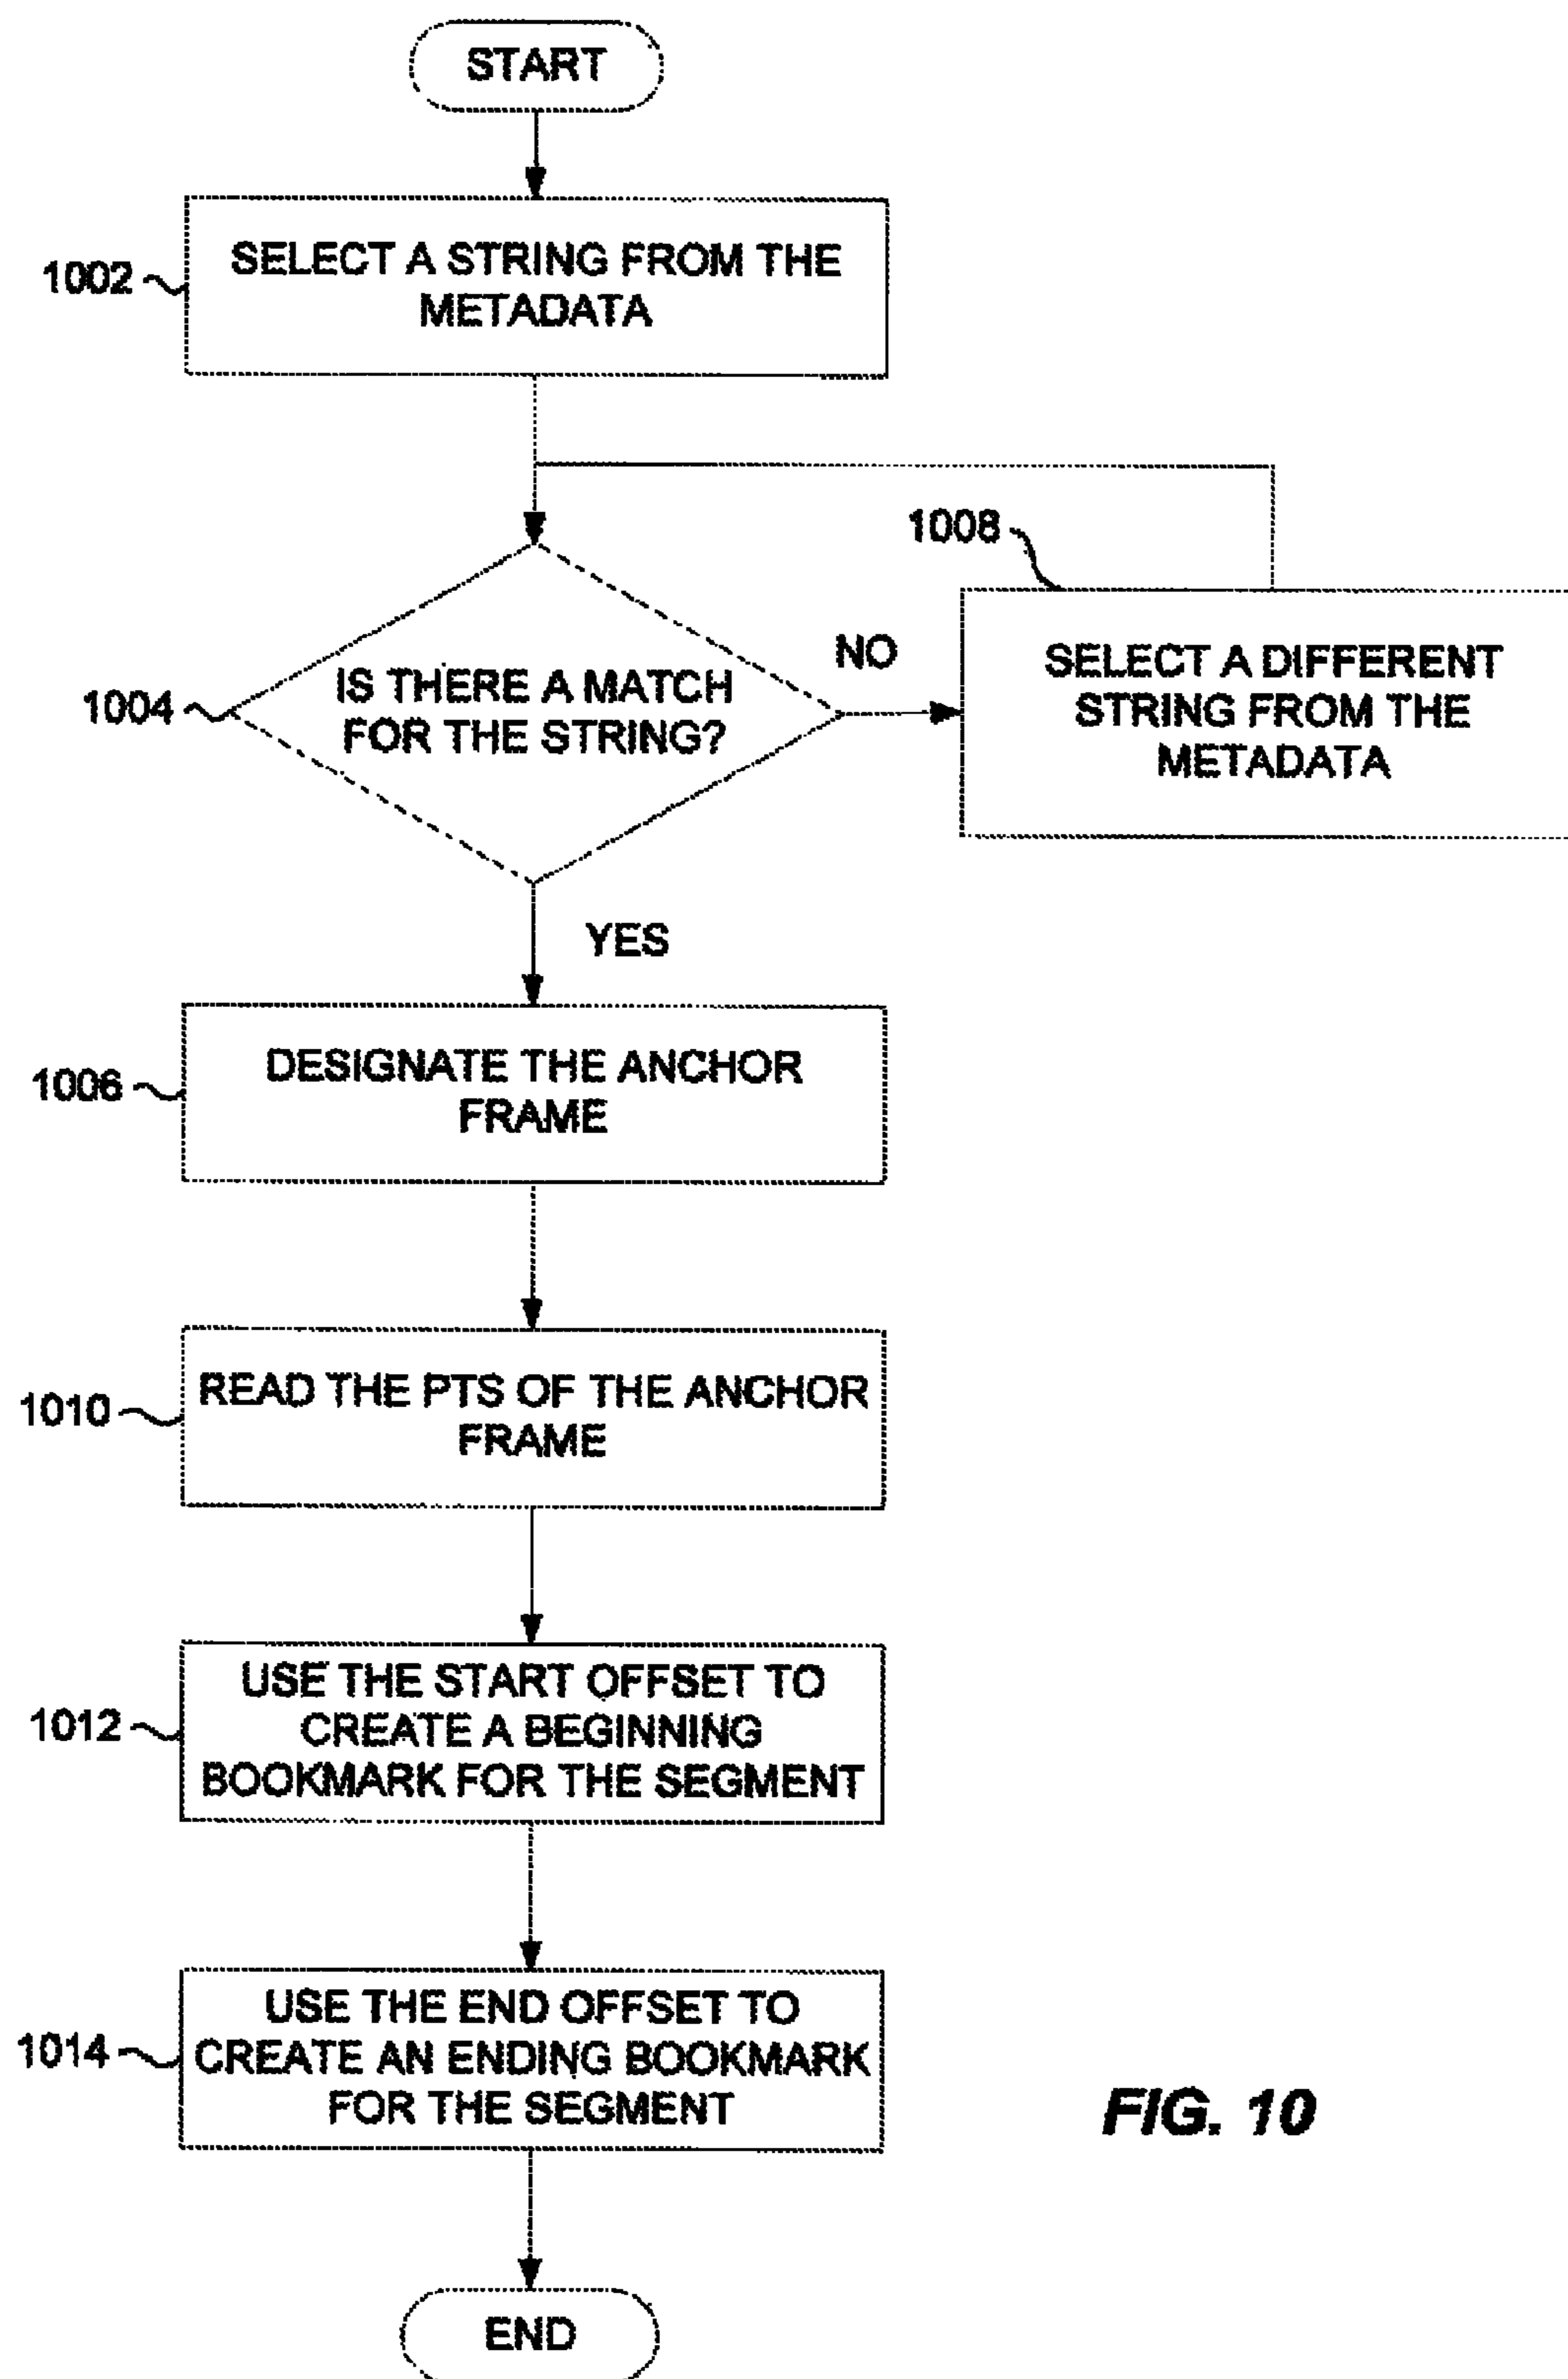 START
1002
SELECT A STRING FROM THE
METADATA
1008
NO
1004
IS THERE A MATCH
FOR THE STRING?
SELECT A DIFFERENT
STRING FROM THE
METADATA
YES
1006
DESIGNATE THE ANCHOR
FRAME
1010
READ THE PTS OF THE ANCHOR
FRAME
1012
USE THE START OFFSET TO
CREATE A BEGINNING
BOOKMARK FOR THE SEGMENT
1014
USE THE END OFFSET TO
CREATE AN ENDING BOOKMARK
FOR THE SEGMENT
FIG. 10
END